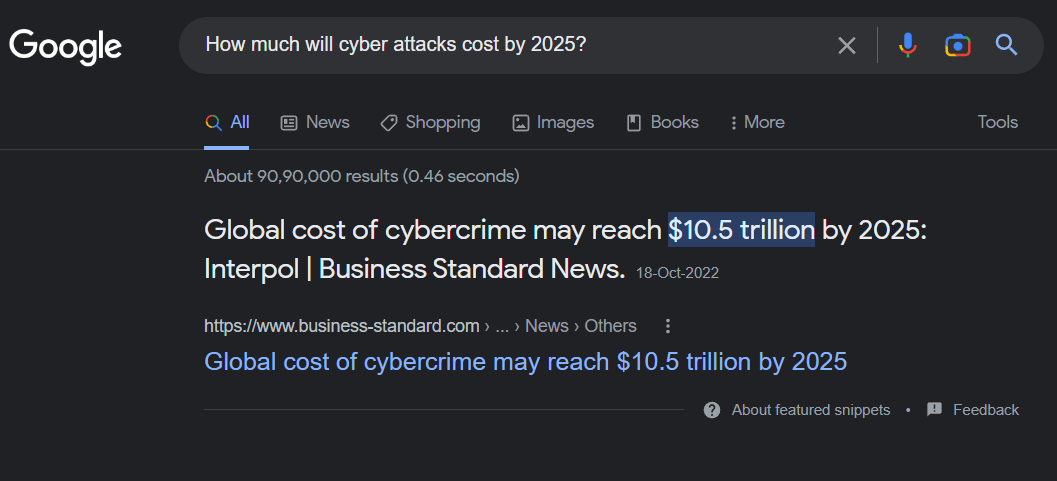 Google
How much will cyber attacks cost by 2025?
All News Shopping Images Books More Tools
About 90,90,000 results (0.46 seconds)
Global cost of cybercrime may reach $10.5 trillion by 2025:
Interpol | Business Standard News. 18-Oct-2022
https://www.business-standard.com › ... › News › Others
Global cost of cybercrime may reach $10.5 trillion by 2025
About featured snippets • Feedback